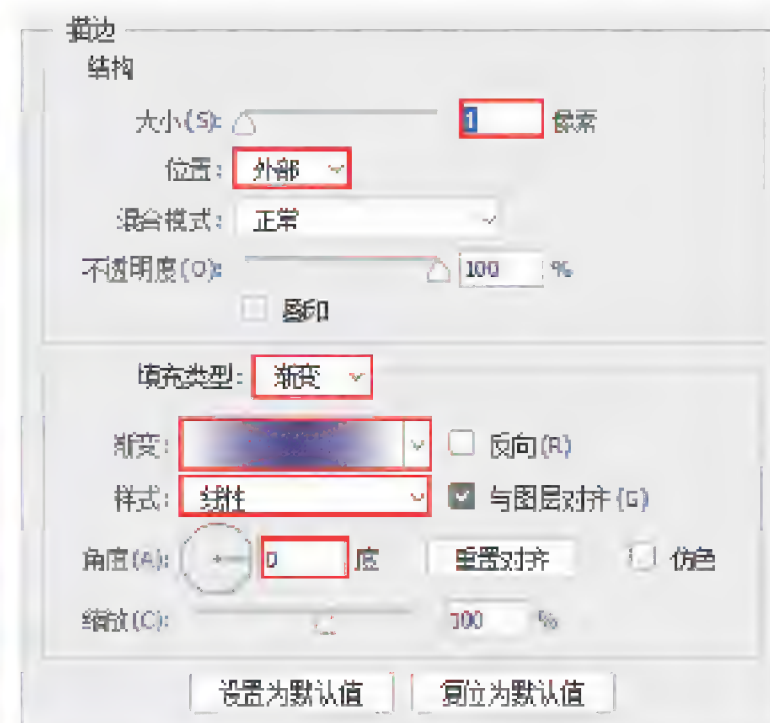 描边
结构
大小(S): 1 像素
位置: 外部
混合模式: 正常
不透明度(O): 100 %
叠印
填充类型: 渐变
渐变: 反向(R)
样式: 线性 与图层对齐(G)
角度(A): 0 度 重置对齐 仿色
缩放(C): 100 %
设置为默认值 复位为默认值